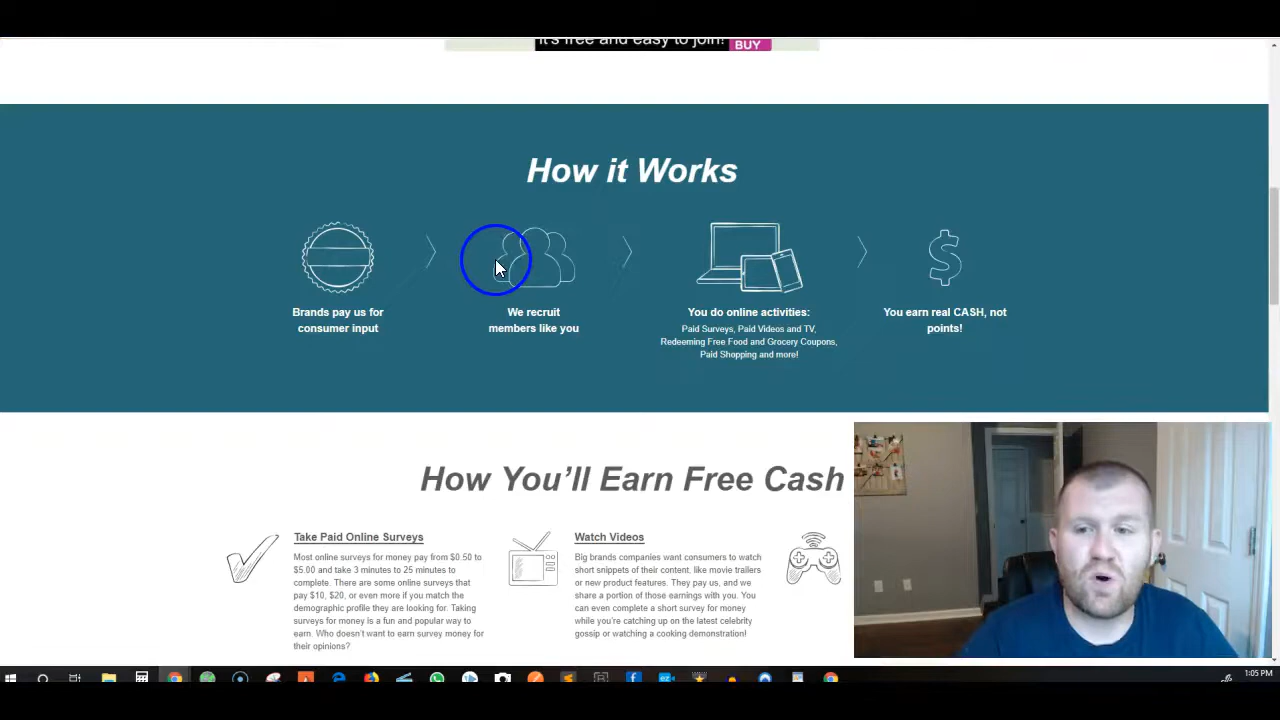 It's free and easy to join!
BUY
How it Works
Brands pay us for
consumer input
We recruit
members like you
You do online activities:
Paid Surveys, Paid Videos and TV,
Redeeming Free Food and Grocery Coupons,
Paid Shopping and more!
You earn real CASH, not
points!
How You'll Earn Free Cash
Take Paid Online Surveys
Most online surveys for money pay from $0.50 to
$5.00 and take 3 minutes to 25 minutes to
complete. There are some online surveys that
pay $10, $20, or even more if you match the
demographic profile they are looking for. Taking
surveys for money is a fun and popular way to
earn. Who doesn't want to earn survey money for
their opinions?
Watch Videos
Big brands companies want consumers to watch
short snippets of their content, like movie trailers
or new product features. They pay us, and we
share a portion of those earnings with you. You
can even complete a short survey for money
while you're catching up on the latest celebrity
gossip or watching a cooking demonstration!
1:05 PM